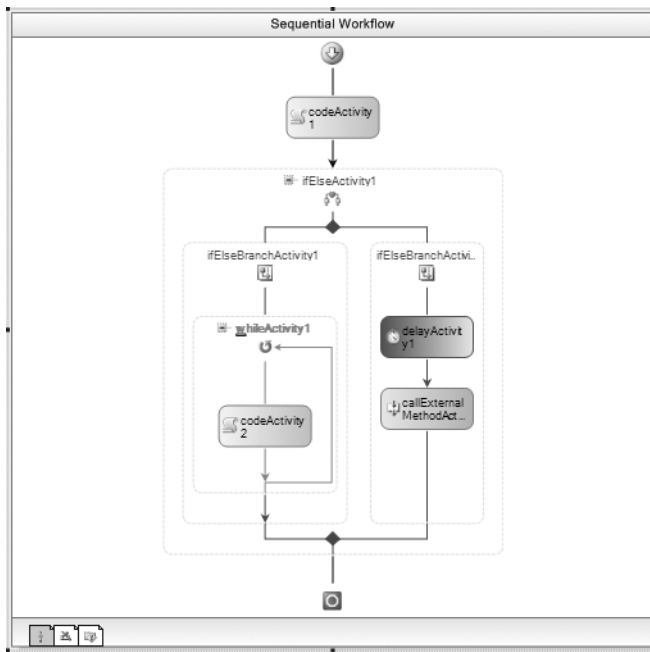 Sequential Workflow
codeActivity
1
ifElseActivity1
ifElseBranchActivity1
ifElseBranchActivi..
whileActivity1
delayActivit
y1
codeActivity
2
callExternal
MethodAct...